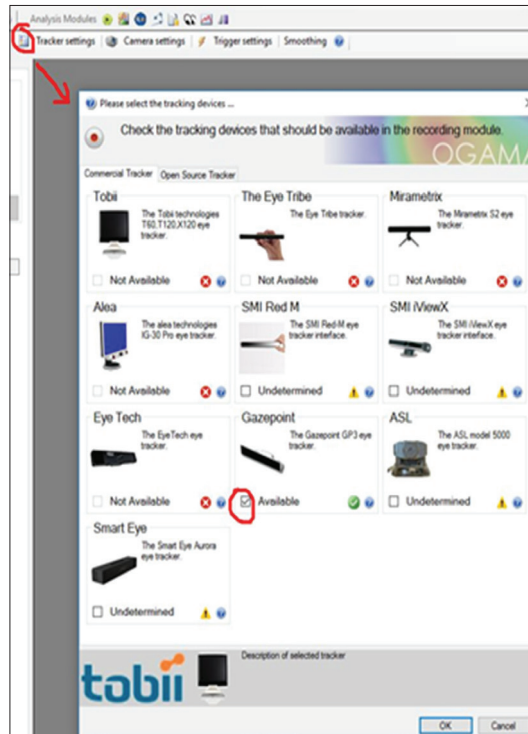 Analysis Modules
Tracker settings Camera settings Trigger settings Smoothing
Please select the tracking devices ...
Check the tracking devices that should be available in the recording module.
OGAMA
Commercial Tracker Open Source Tracker
Tobii
The Tobii technologies
T60,T120,X120 eye
tracker.
Not Available
The Eye Tribe
The Eye Tribe tracker.
Not Available
Mirametrix
The Mirametrix S2 eye
tracker.
Not Available
Alea
The alea technologies
IG-30 Pro eye tracker.
Not Available
SMI Red M
The SMI Red-M eye
tracker interface.
Undetermined
SMI iViewX
The SMI iViewX eye
tracker interface.
Undetermined
Eye Tech
The EyeTech eye
tracker.
Not Available
Gazepoint
The Gazepoint GP3 eye
tracker.
Available
ASL
The ASL model 5000
eye tracker.
Undetermined
Smart Eye
The Smart Eye Aurora
eye tracker.
Undetermined
tobii
Description of selected tracker
OK Cancel